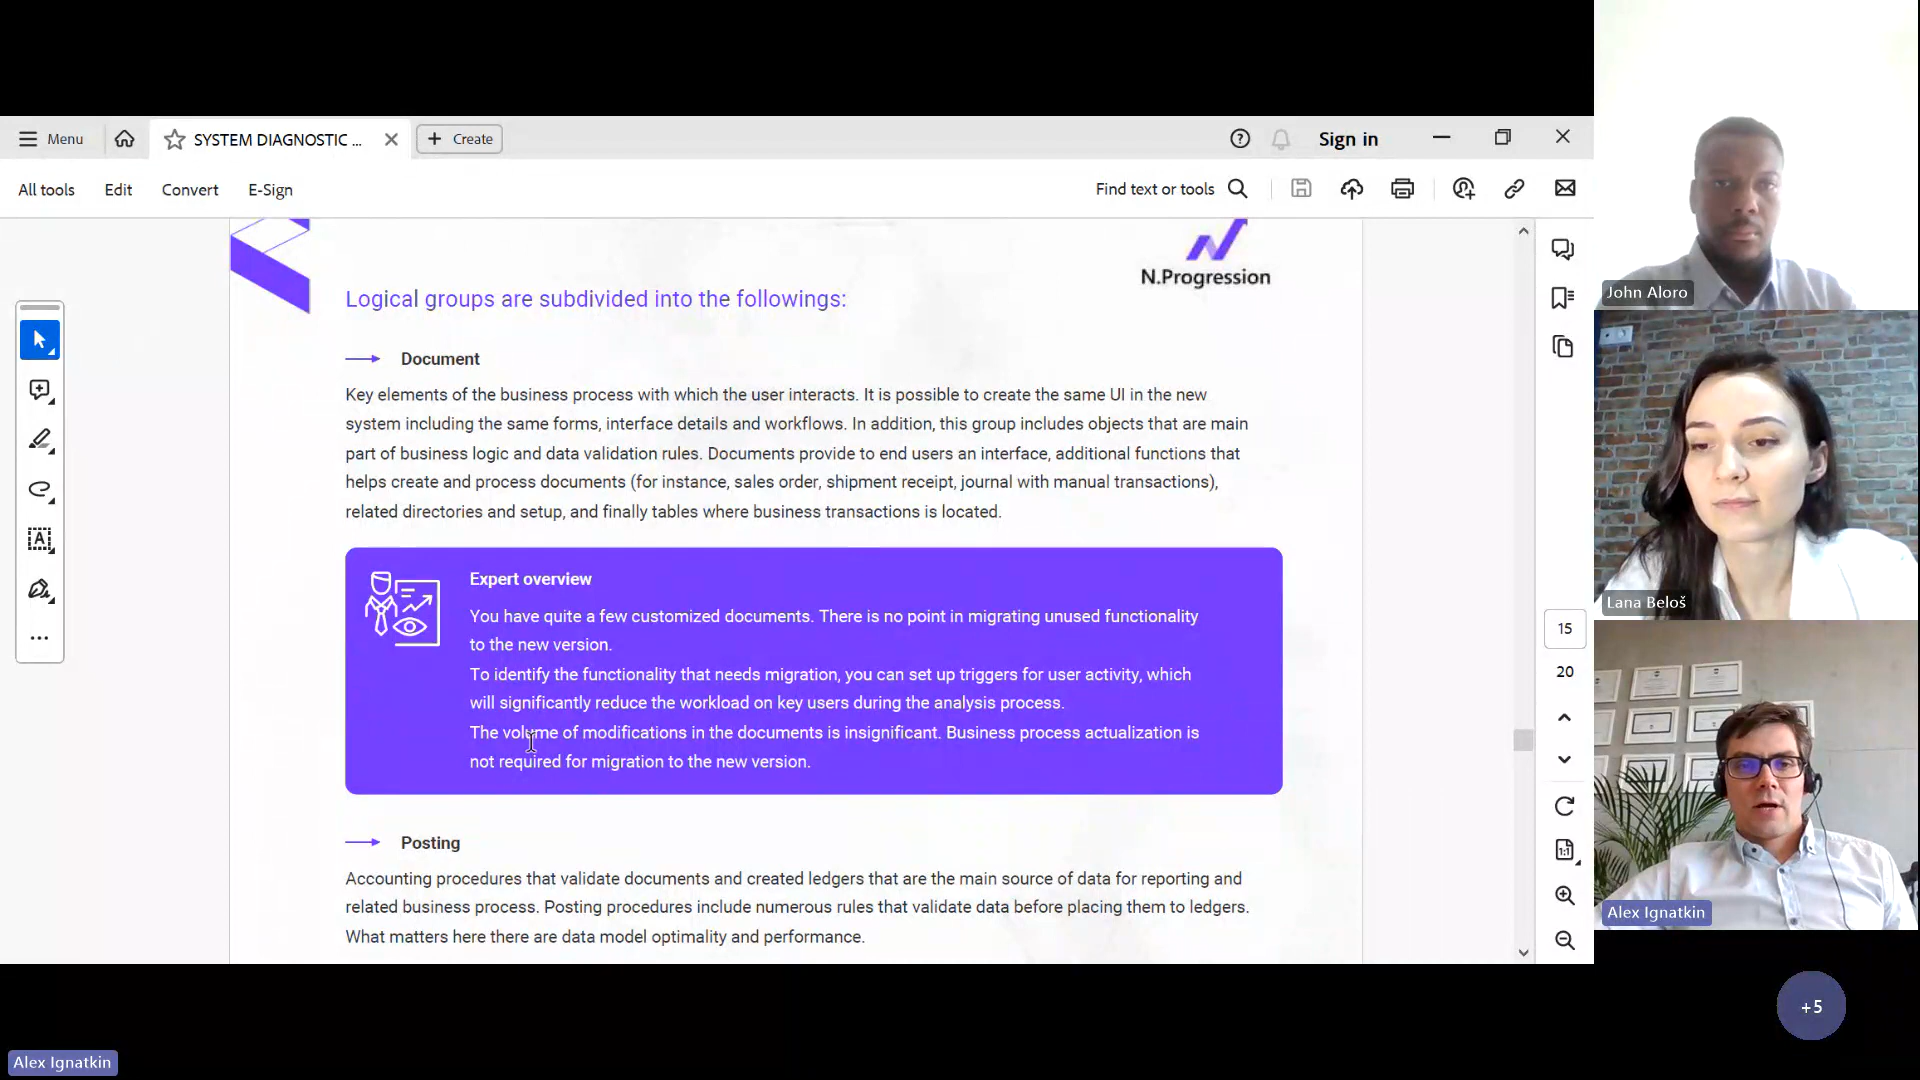 Menu
SYSTEM DIAGNOSTIC ...
Create
Sign in
All tools
Edit
Convert
E-Sign
Find text or tools
N.Progression
Logical groups are subdivided into the followings:
Document
Key elements of the business process with which the user interacts. It is possible to create the same UI in the new
system including the same forms, interface details and workflows. In addition, this group includes objects that are main
part of business logic and data validation rules. Documents provide to end users an interface, additional functions that
helps create and process documents (for instance, sales order, shipment receipt, journal with manual transactions),
related directories and setup, and finally tables where business transactions is located.
Expert overview
You have quite a few customized documents. There is no point in migrating unused functionality
to the new version.
To identify the functionality that needs migration, you can set up triggers for user activity, which
will significantly reduce the workload on key users during the analysis process.
The volume of modifications in the documents is insignificant. Business process actualization is
not required for migration to the new version.
Posting
Accounting procedures that validate documents and created ledgers that are the main source of data for reporting and
related business process. Posting procedures include numerous rules that validate data before placing them to ledgers.
What matters here there are data model optimality and performance.
15
20
1:1
John Aloro
Lana Beloš
Alex Ignatkin
+5
Alex Ignatkin